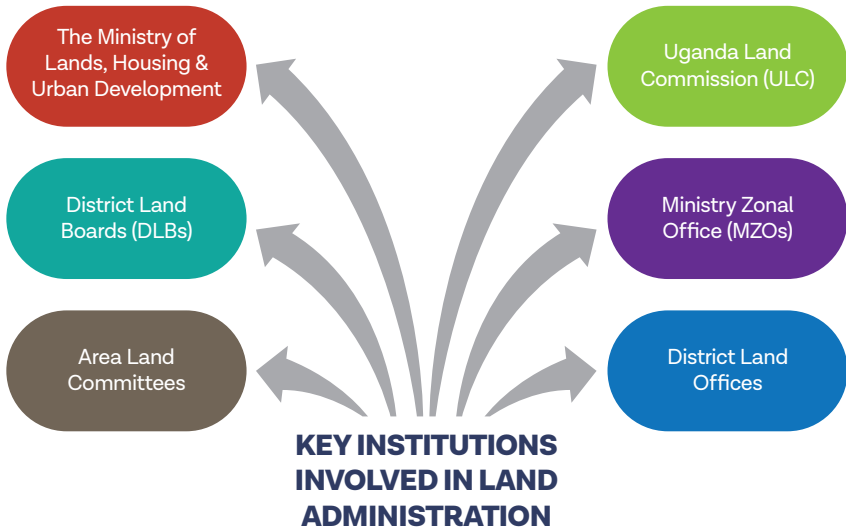 The Ministry of
Lands, Housing &
Urban Development
Uganda Land
Commission (ULC)
District Land
Boards (DLBs)
Ministry Zonal
Office (MZOs)
Area Land
Committees
District Land
Offices
KEY INSTITUTIONS
INVOLVED IN LAND
ADMINISTRATION